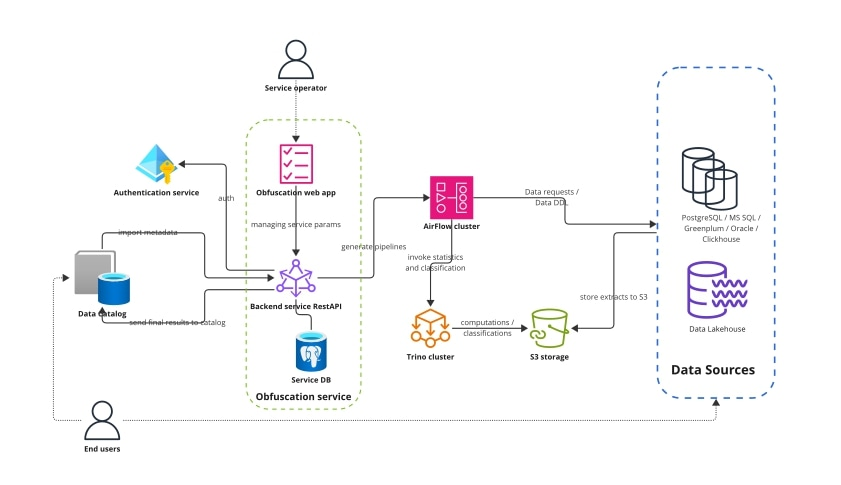 Service operator
Authentication service
Obfuscation web app
auth
AirFlow cluster
Data requests /
Data DDL
PostgreSQL / MS SQL /
Greenplum / Oracle /
Clickhouse
managing service params
import metadata
generate pipelines
invoke statistics
and classification
Data Catalog
Backend service RestAPI
store extracts to S3
send final results to catalog
computations /
classifications
Data Lakehouse
Trino cluster
S3 storage
Service DB
Data Sources
Obfuscation service
End users